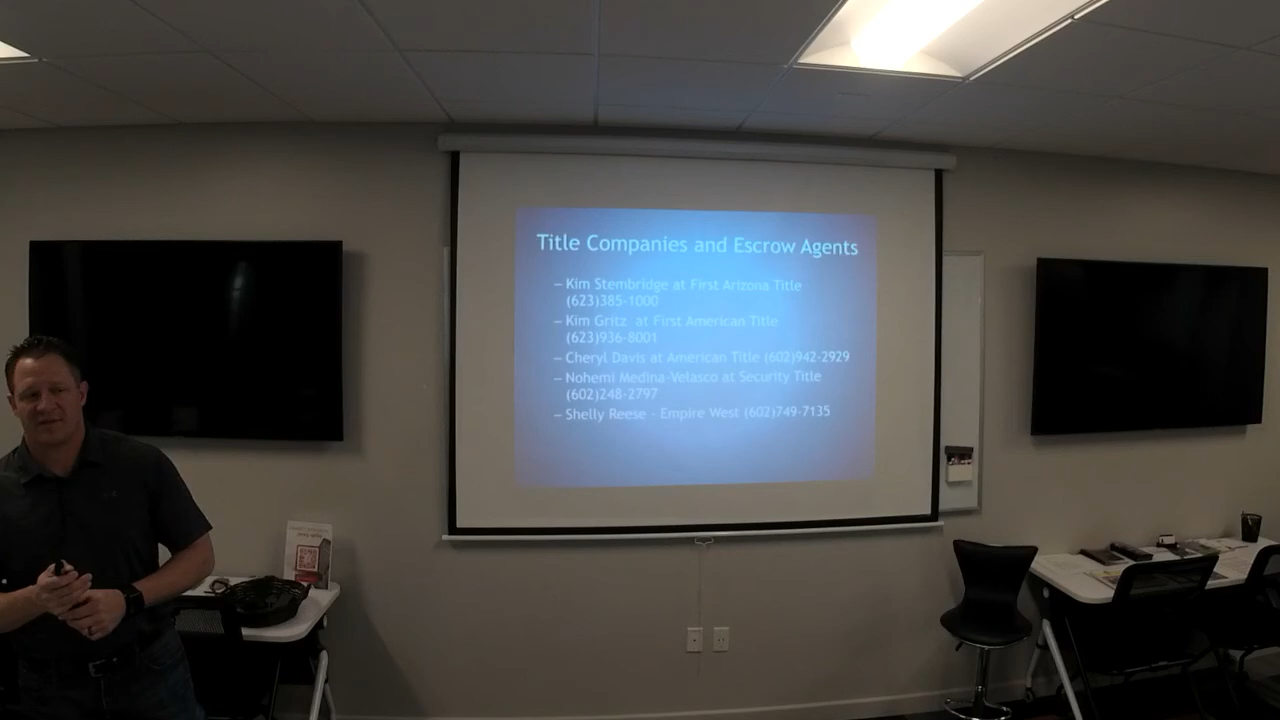 Title Companies and Escrow Agents
– Kim Stembridge at First Arizona Title
(623)385-1000
– Kim Gritz at First American Title
(623)936-8001
– Cheryl Davis at American Title (602)942-2929
– Nohemi Medina-Velasco at Security Title
(602)248-2797
– Shelly Reese - Empire West (602)749-7135